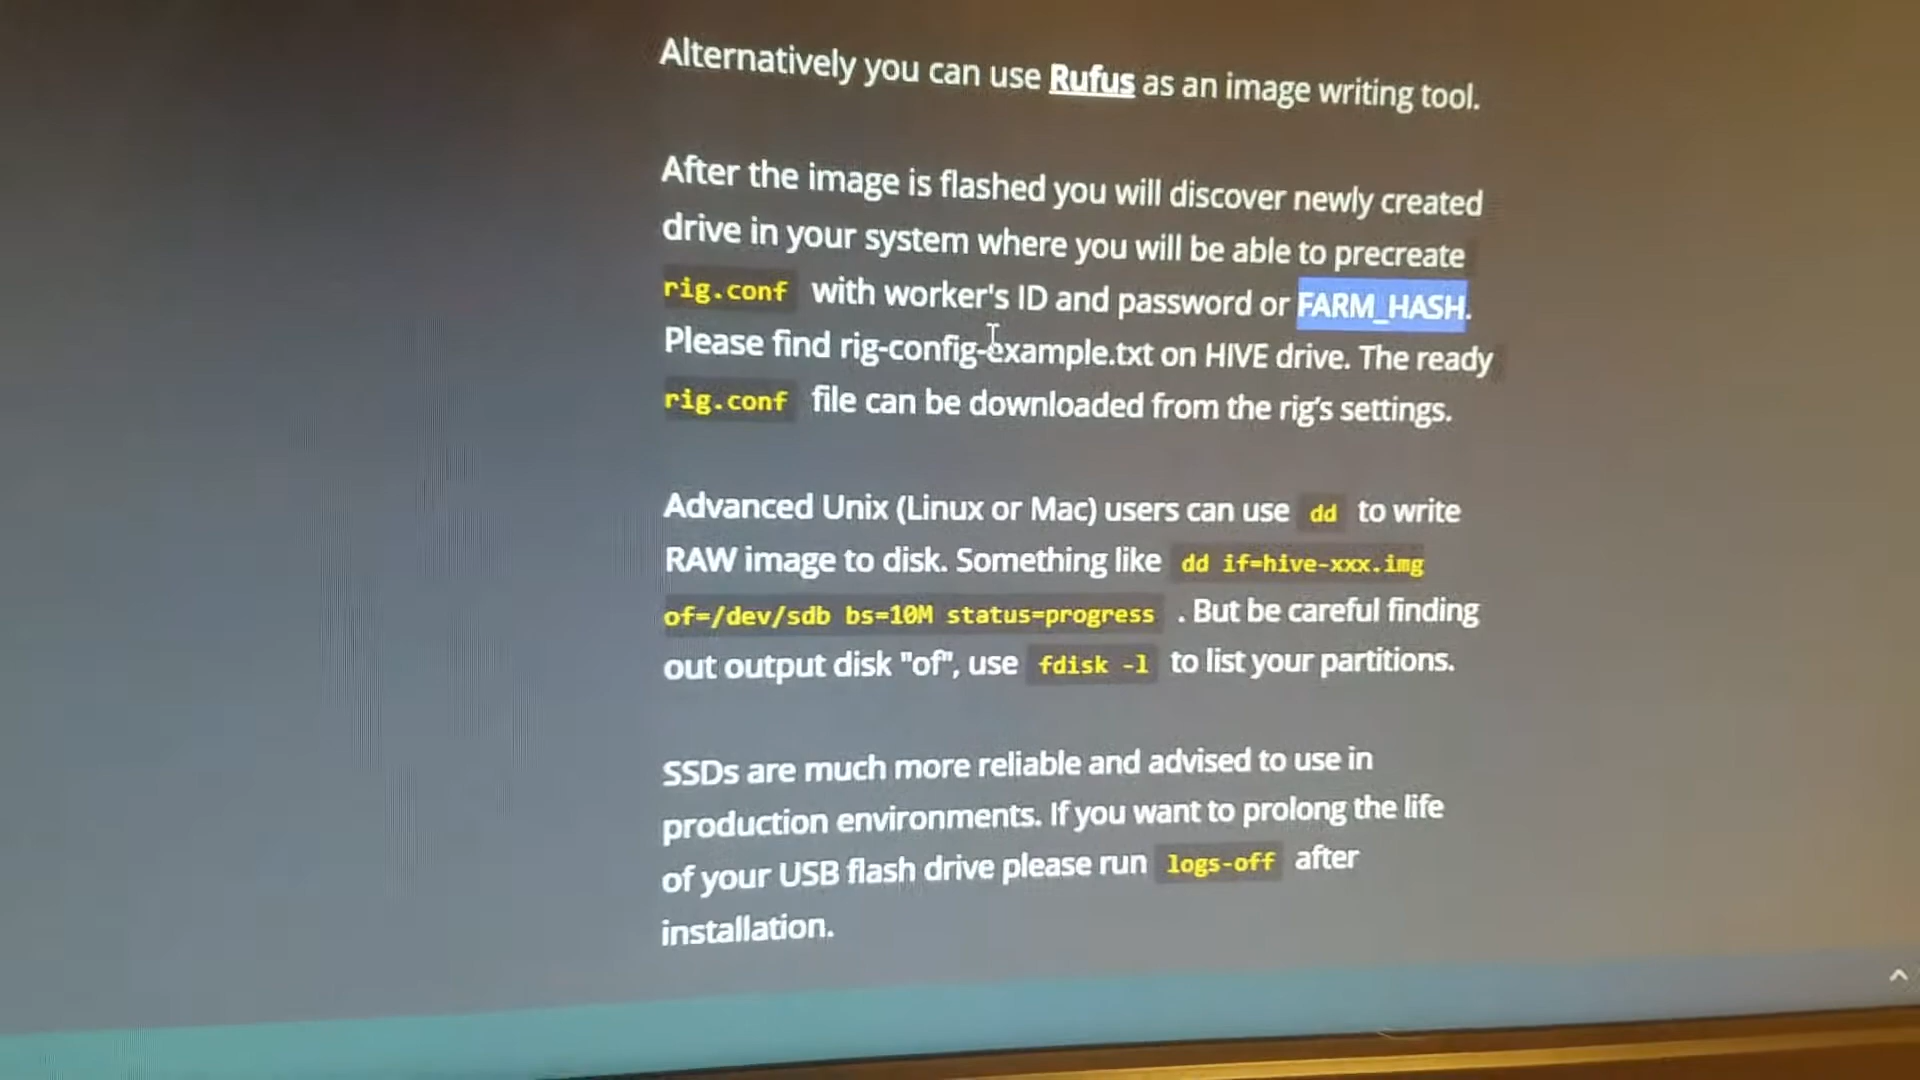 Alternatively you can use Rufus as an image writing tool.
After the image is flashed you will discover newly created
drive in your system where you will be able to precreate
rig.conf with worker's ID and password or FARM_HASH.
Please find rig-config-example.txt on HIVE drive. The ready
rig.conf file can be downloaded from the rig's settings.
Advanced Unix (Linux or Mac) users can use dd to write
RAW image to disk. Something like dd if=hive-xxx.img
of=/dev/sdb bs=10M status=progress . But be careful finding
out output disk "of", use fdisk -l to list your partitions.
SSDs are much more reliable and advised to use in
production environments. If you want to prolong the life
of your USB flash drive please run logs-off after
installation.